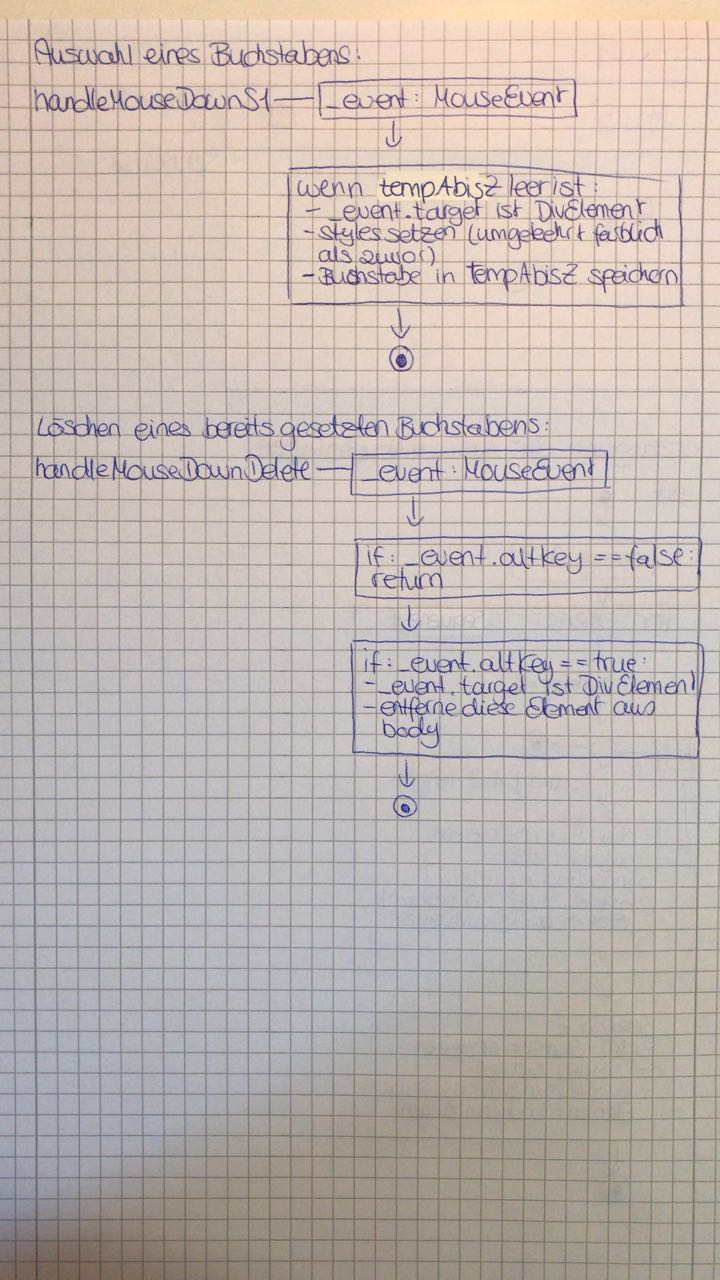 Auswahl eines Buchstabens:
handleMouseDownS1 _event: MouseEvent
wenn tempAbisZ leer ist:
- _event.target ist DivElement
- styles setzen (umgekehrt farblich
als zuvor)
- Buchstabe in tempAbisZ speichern
Löschen eines bereits gesetzten Buchstabens:
handleMouseDownDelete _event: MouseEvent
if: _event.altkey == false:
return
if: _event.altKey == true:
- _event.target ist DivElement
- entferne diese Element aus
body